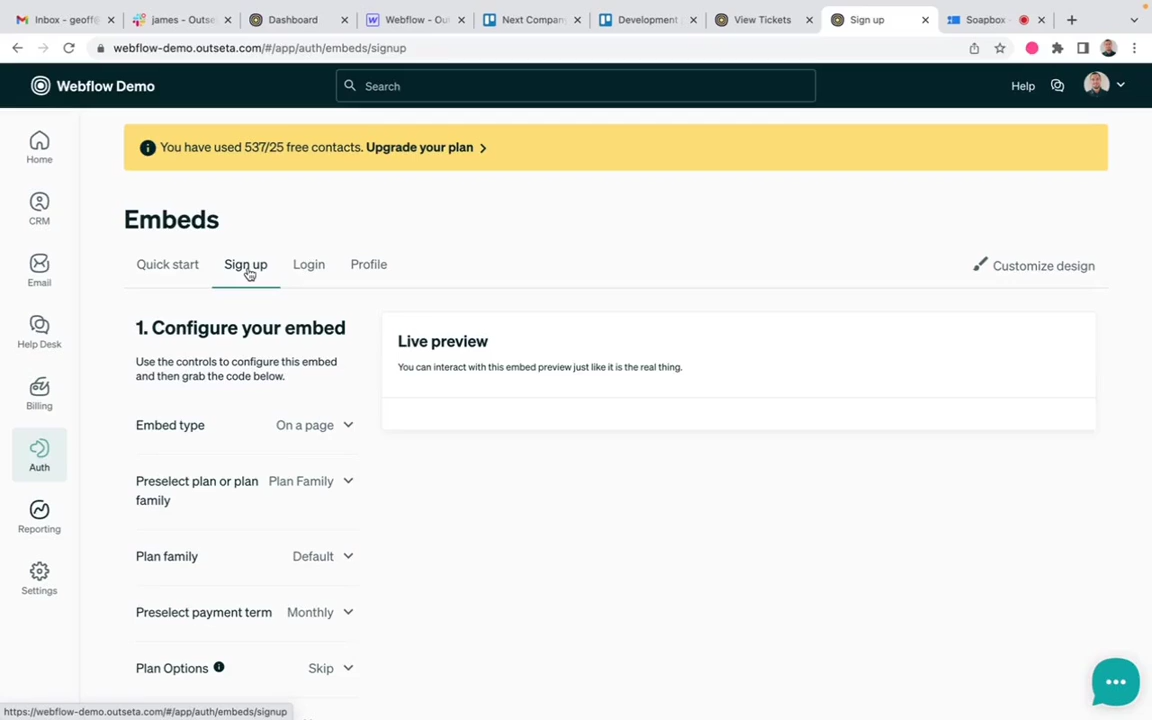 Inbox - geoff@
james - Outse
Dashboard
Webflow - Ou
Next Compan
Development
View Tickets
Sign up
Soapbox -
webflow-demo.outseta.com/#/app/auth/embeds/signup
Webflow Demo
Search
Help
You have used 537/25 free contacts. Upgrade your plan
Home
CRM
Email
Help Desk
Billing
Auth
Reporting
Settings
Embeds
Quick start
Sign up
Login
Profile
Customize design
1. Configure your embed
Use the controls to configure this embed
and then grab the code below.
Embed type On a page
Preselect plan or plan
family
Plan Family
Plan family Default
Preselect payment term Monthly
Plan Options Skip
Live preview
You can interact with this embed preview just like it is the real thing.
https://webflow-demo.outseta.com/#/app/auth/embeds/signup